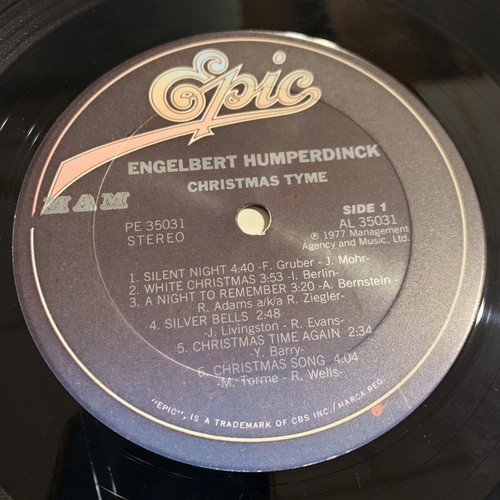 Epic
ENGELBERT HUMPERDINCK
CHRISTMAS TYME
MAM
PE 35031
STEREO
SIDE 1
AL 35031
℗ 1977 Management
Agency and Music, Ltd.
1. SILENT NIGHT 4:40 -F. Gruber - J. Mohr-
2. WHITE CHRISTMAS 3:53 -I. Berlin-
3. A NIGHT TO REMEMBER 3:20 -A. Bernstein -
R. Adams a/k/a R. Ziegler-
4. SILVER BELLS 2:48
-J. Livingston - R. Evans-
5. CHRISTMAS TIME AGAIN 2:34
-Y. Barry-
6. CHRISTMAS SONG 4:04
-M. Torme - R. Wells-
"EPIC", IS A TRADEMARK OF CBS INC./MARCA REG.